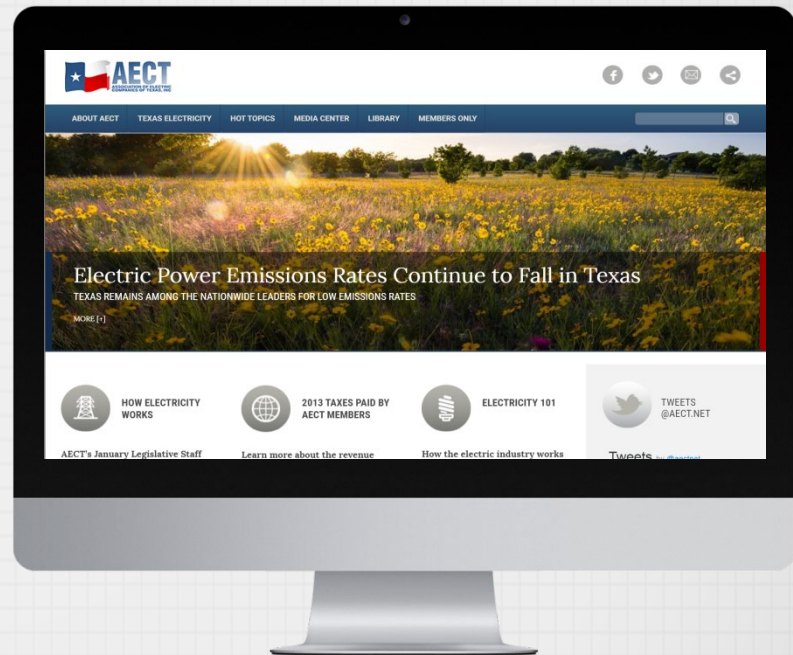 AECT
ASSOCIATION OF ELECTRIC
COMPANIES OF TEXAS, INC
ABOUT AECT TEXAS ELECTRICITY HOT TOPICS MEDIA CENTER LIBRARY MEMBERS ONLY
Electric Power Emissions Rates Continue to Fall in Texas
TEXAS REMAINS AMONG THE NATIONWIDE LEADERS FOR LOW EMISSIONS RATES
MORE [+]
HOW ELECTRICITY
WORKS
2013 TAXES PAID BY
AECT MEMBERS
ELECTRICITY 101
TWEETS
@AECT.NET
AECT's January Legislative Staff
Learn more about the revenue
How the electric industry works
Tweets by @aectnet